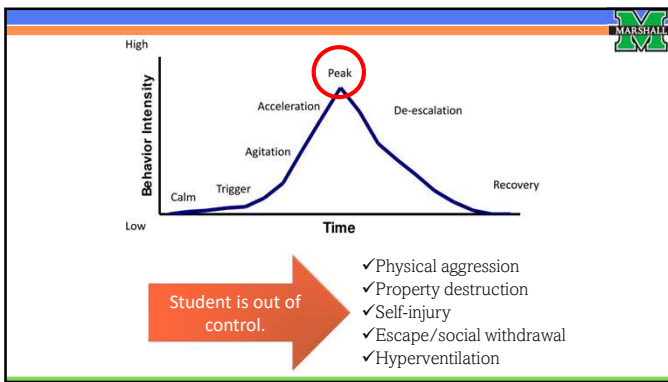 MARSHALL
High
Peak
Acceleration
De-escalation
Agitation
Behavior Intensity
Trigger
Calm
Recovery
Low
Time
Student is out of
control.
✓Physical aggression
✓Property destruction
✓Self-injury
✓Escape/social withdrawal
✓Hyperventilation